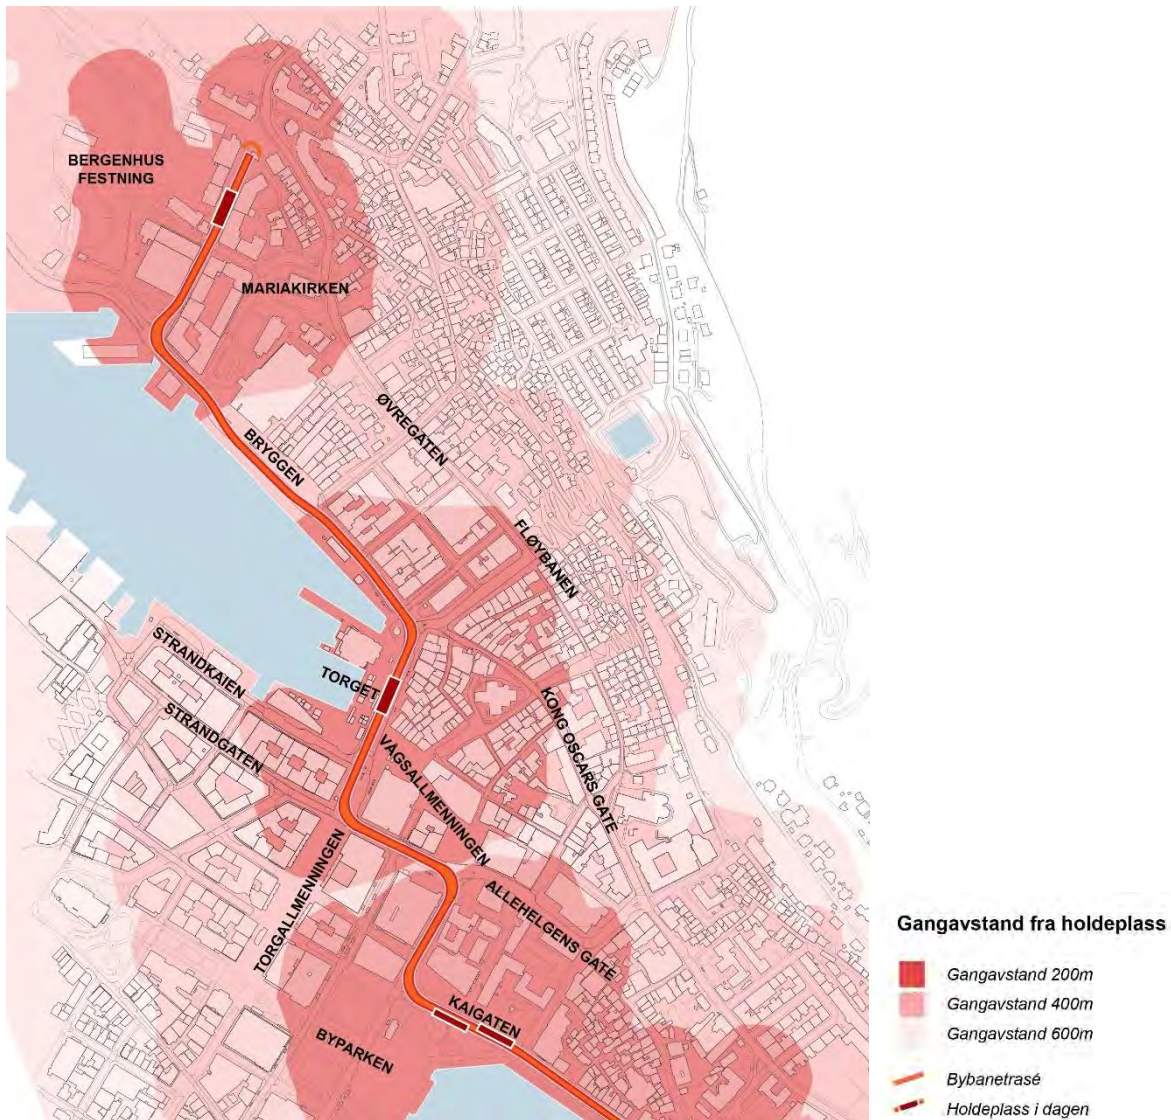 BERGENHUS
FESTNING
MARIAKIRKEN
ØVREGATEN
BRYGGEN
FLØYBANEN
STRANDKAIEN
TORGET
STRANDGATEN
KONG OSCARS GATE
VÅGSALLMENNINGEN
TORGALLMENNINGEN
ALLEHELGENS GATE
KAIGATEN
BYPARKEN
Gangavstand fra holdeplass
Gangavstand 200m
Gangavstand 400m
Gangavstand 600m
Bybanetrasé
Holdeplass i dagen